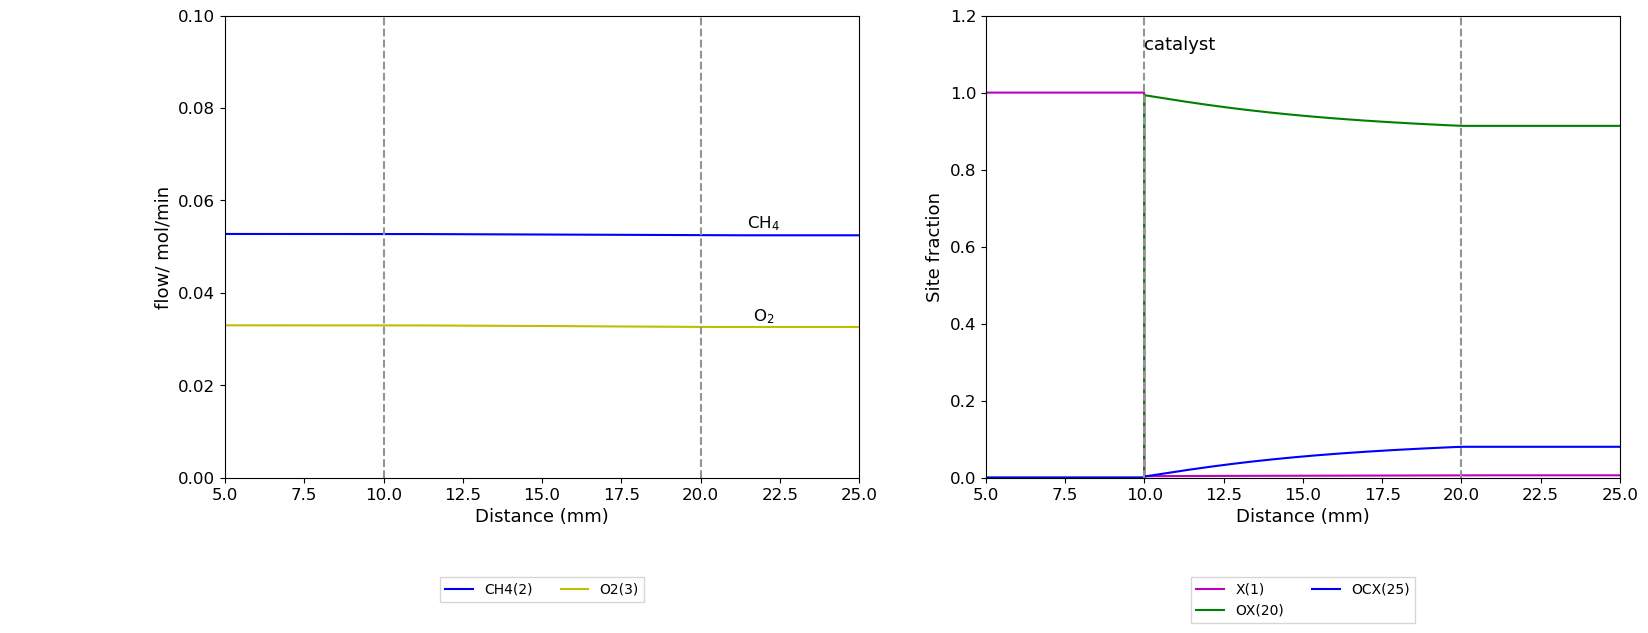 0.10
0.08
0.06
0.04
0.02
0.00
flow/ mol/min
CH4
O2
5.0 7.5 10.0 12.5 15.0 17.5 20.0 22.5 25.0
Distance (mm)
CH4(2) O2(3)
1.2
1.0
0.8
0.6
0.4
0.2
0.0
Site fraction
catalyst
5.0 7.5 10.0 12.5 15.0 17.5 20.0 22.5 25.0
Distance (mm)
X(1) OCX(25)
OX(20)